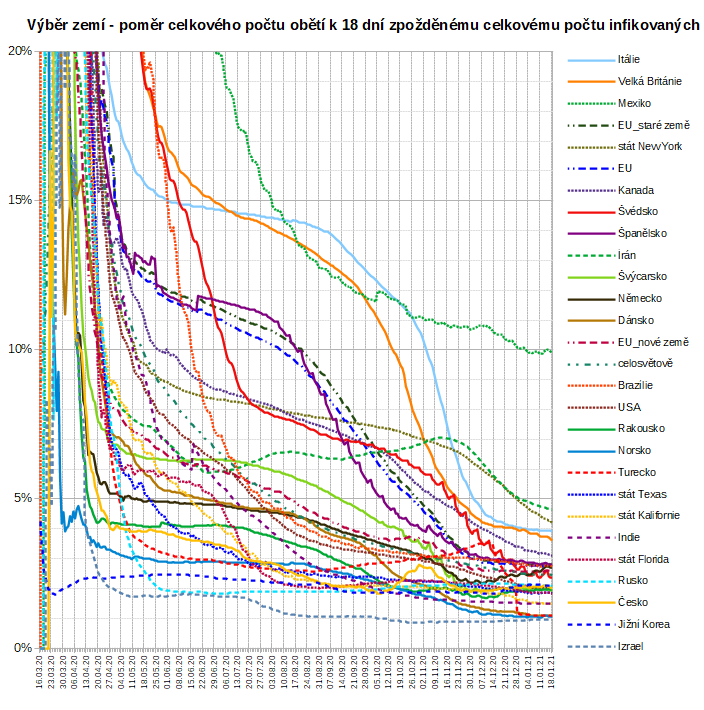 Výběr zemí - poměr celkového počtu obětí k 18 dní zpožděnému celkovému počtu infikovaných
20%
15%
10%
5%
0%
Itálie
Velká Británie
Mexiko
EU_staré země
stát NewYork
EU
Kanada
Švédsko
Španělsko
Irán
Švýcarsko
Německo
Dánsko
EU_nové země
celosvětově
Brazilie
USA
Rakousko
Norsko
Turecko
stát Texas
stát Kalifornie
Indie
stát Florida
Rusko
Česko
Jižní Korea
Izrael
16.03.20
23.03.20
30.03.20
06.04.20
13.04.20
20.04.20
27.04.20
04.05.20
11.05.20
18.05.20
25.05.20
01.06.20
08.06.20
15.06.20
22.06.20
29.06.20
06.07.20
13.07.20
20.07.20
27.07.20
03.08.20
10.08.20
17.08.20
24.08.20
31.08.20
07.09.20
14.09.20
21.09.20
28.09.20
05.10.20
12.10.20
19.10.20
26.10.20
02.11.20
09.11.20
16.11.20
23.11.20
30.11.20
07.12.20
14.12.20
21.12.20
28.12.20
04.01.21
11.01.21
18.01.21